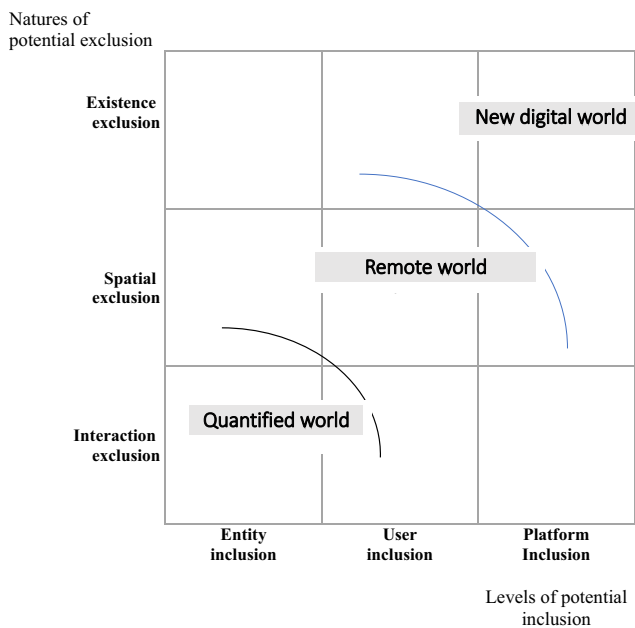 Natures of
potential exclusion
Existence
exclusion
New digital world
Spatial
exclusion
Remote world
Quantified world
Interaction
exclusion
Entity
inclusion
User
inclusion
Platform
Inclusion
Levels of potential
inclusion